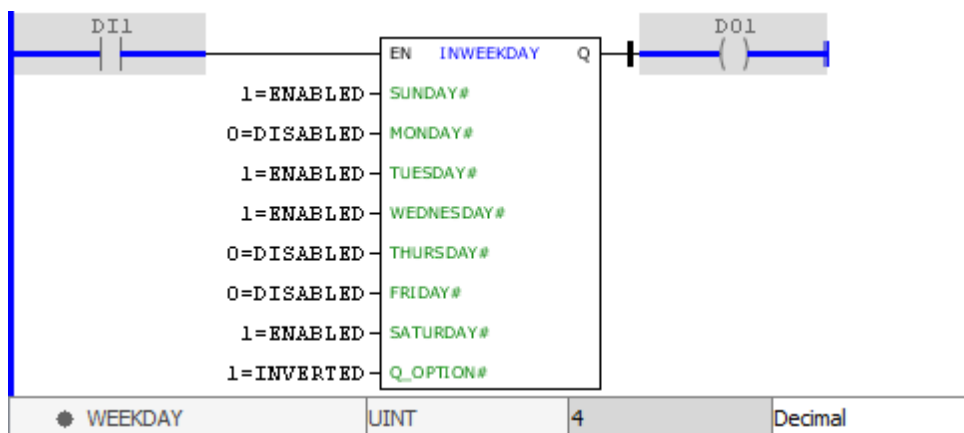 DI1 DO1
EN INWEEKDAY Q
1=ENABLED SUNDAY#
0=DISABLED MONDAY#
1=ENABLED TUESDAY#
1=ENABLED WEDNESDAY#
0=DISABLED THURSDAY#
0=DISABLED FRIDAY#
1=ENABLED SATURDAY#
1=INVERTED Q_OPTION#
WEEKDAY UINT 4 Decimal